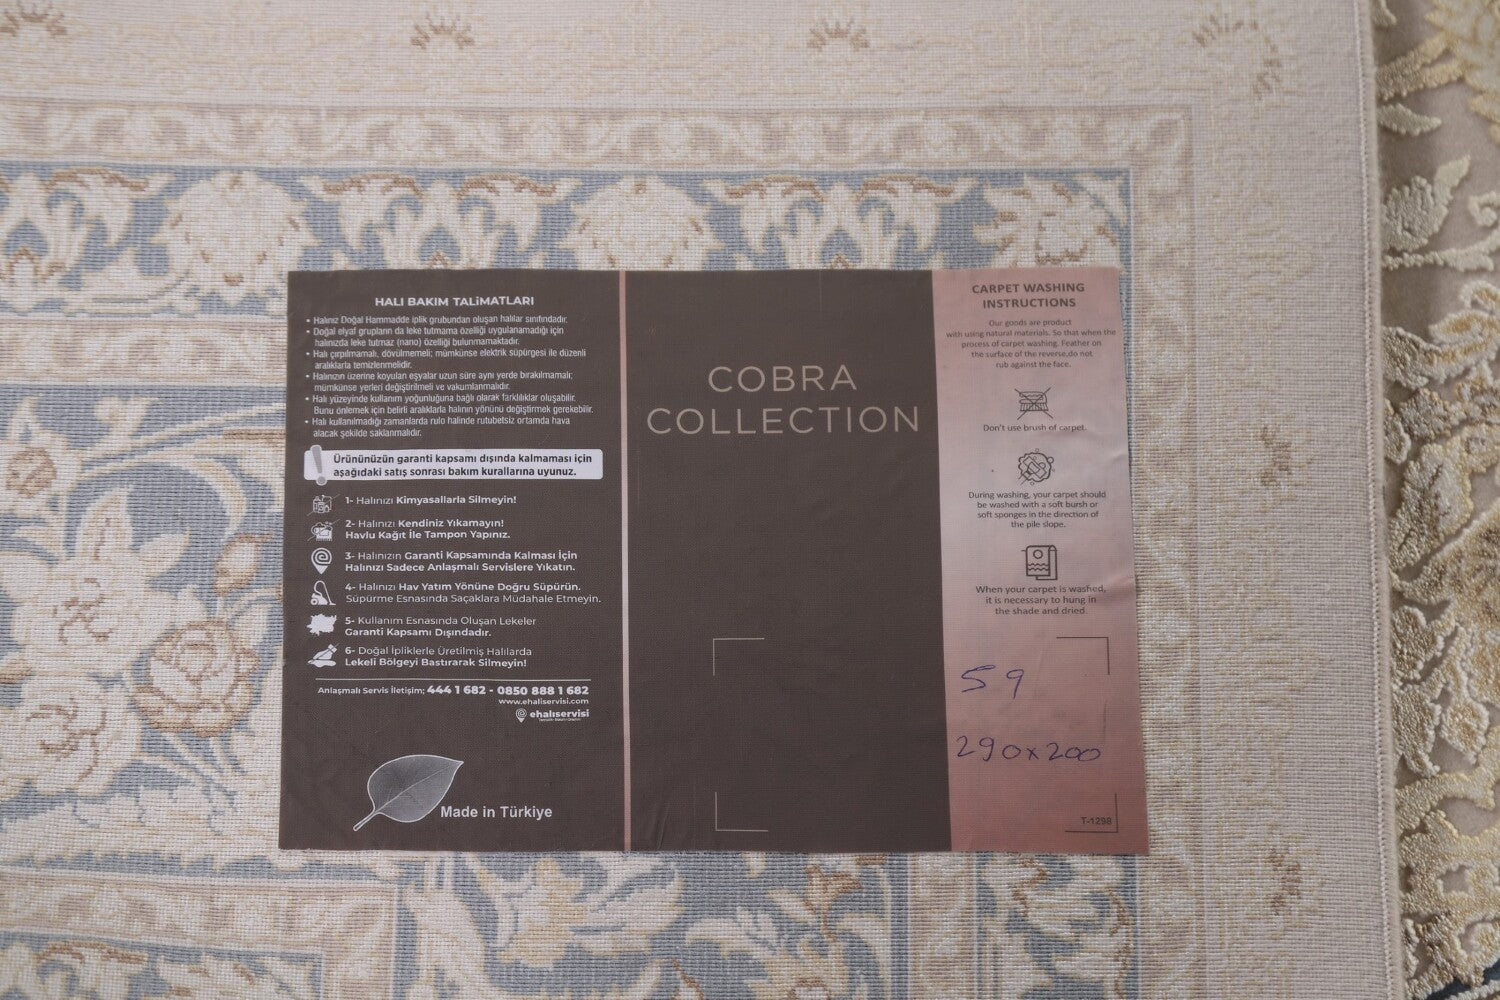 HALI BAKIM TALİMATLARI
• Halınız Doğal Hammadde iplik grubundan oluşan halılar sınıfındadır.
• Doğal elyaf grupların da leke tutmama özelliği uygulanamadığı için
halınızda leke tutmaz (nano) özelliği bulunmamaktadır.
• Halı çırpılmamalı, dövülmemeli; mümkünse elektrik süpürgesi ile düzenli
aralıklarla temizlenmelidir.
• Halınızın üzerine koyulan eşyalar uzun süre aynı yerde bırakılmamalı;
mümkünse yerleri değiştirilmeli ve vakumlanmalıdır.
• Halı yüzeyinde kullanım yoğunluğuna bağlı olarak farklılıklar oluşabilir.
Bunu önlemek için belirli aralıklarla halının yönünü değiştirmek gerekebilir.
• Halı kullanılmadığı zamanlarda rulo halinde rutubetsiz ortamda hava
alacak şekilde saklanmalıdır.
Ürününüzün garanti kapsamı dışında kalmaması için
aşağıdaki satış sonrası bakım kurallarına uyunuz.
1- Halınızı Kimyasallarla Silmeyin!
2- Halınızı Kendiniz Yıkamayın!
Havlu Kağıt İle Tampon Yapınız.
3- Halınızın Garanti Kapsamında Kalması İçin
Halınızı Sadece Anlaşmalı Servislere Yıkatın.
4- Halınızı Hav Yatım Yönüne Doğru Süpürün.
Süpürme Esnasında Saçaklara Müdahale Etmeyin.
5- Kullanım Esnasında Oluşan Lekeler
Garanti Kapsamı Dışındadır.
6- Doğal İpliklerle Üretilmiş Halılarda
Lekeli Bölgeyi Bastırarak Silmeyin!
Anlaşmalı Servis İletişim; 444 1 682 - 0850 888 1 682
www.ehaliservisi.com
ehalıservisi
Made in Türkiye
COBRA
COLLECTION
CARPET WASHING
INSTRUCTIONS
Our goods are product
with using natural materials. So that when the
process of carpet washing. Feather on
the surface of the reverse,do not
rub against the face.
Don't use brush of carpet.
During washing, your carpet should
be washed with a soft bursh or
soft sponges in the direction of
the pile slope.
When your carpet is washed,
it is necessary to hung in
the shade and dried.
59
290x200
T-1298